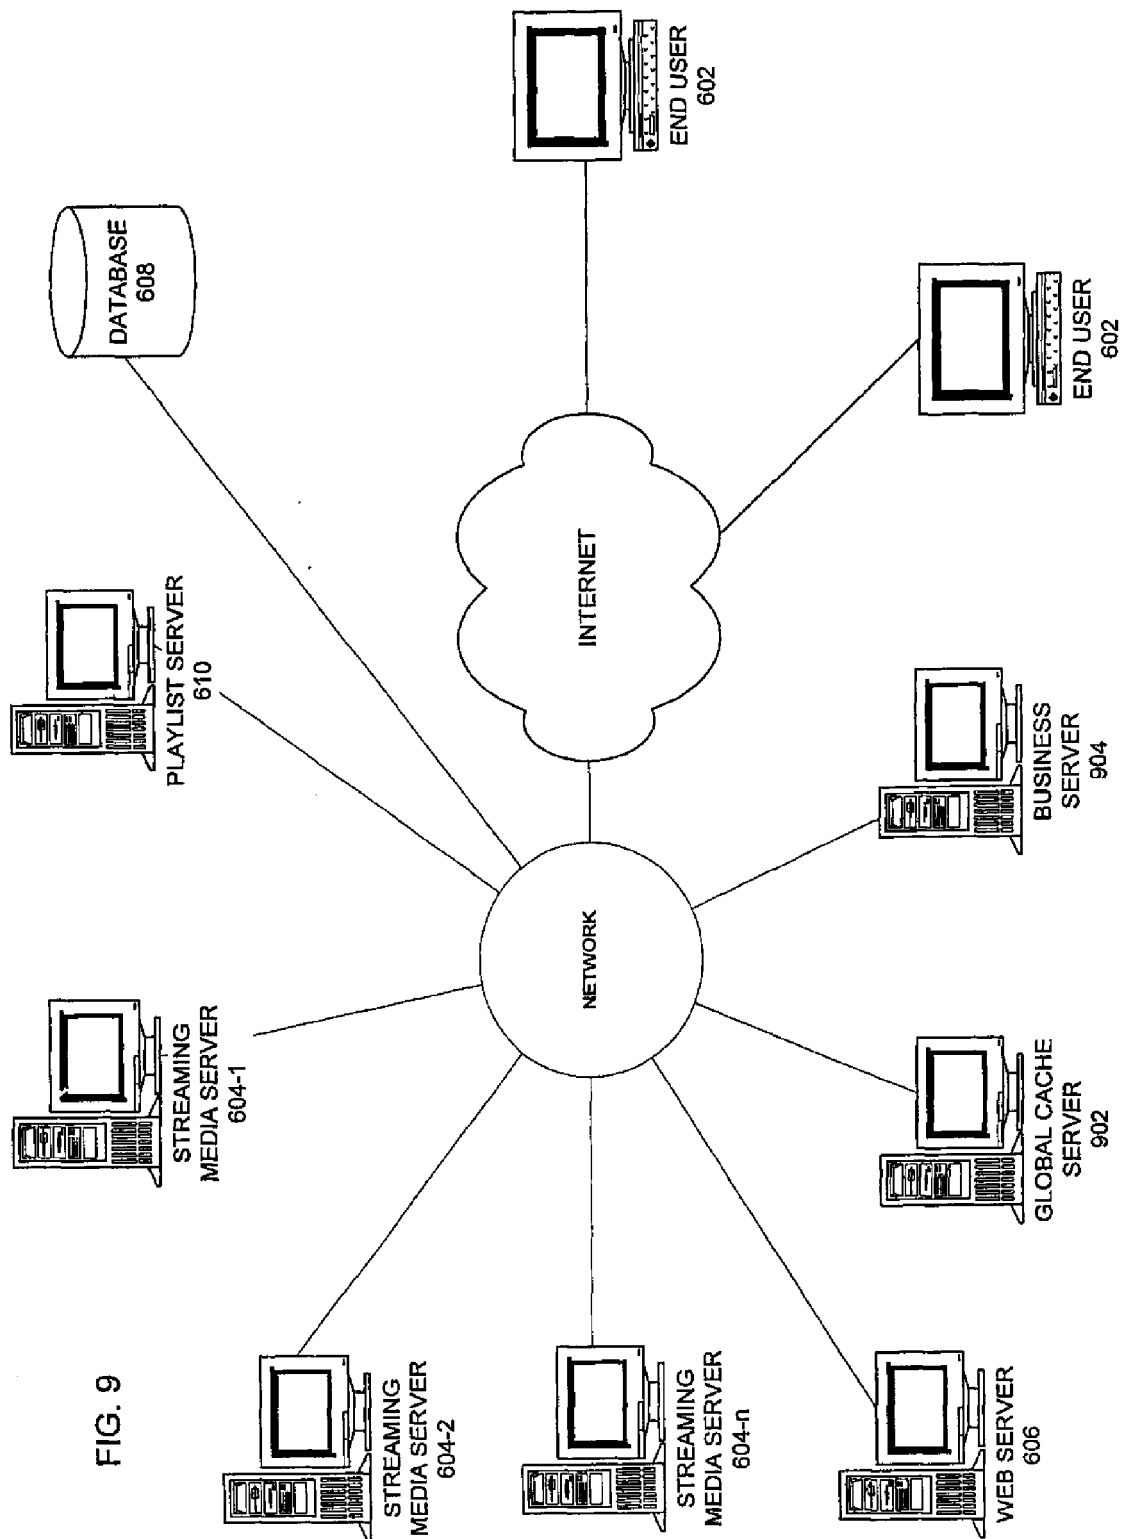 FIG. 9
STREAMING
MEDIA SERVER
604-1
PLAYLIST SERVER
610
DATABASE
608
STREAMING
MEDIA SERVER
604-2
STREAMING
MEDIA SERVER
604-n
NETWORK
INTERNET
END USER
602
WEB SERVER
606
GLOBAL CACHE
SERVER
902
BUSINESS
SERVER
904
END USER
602